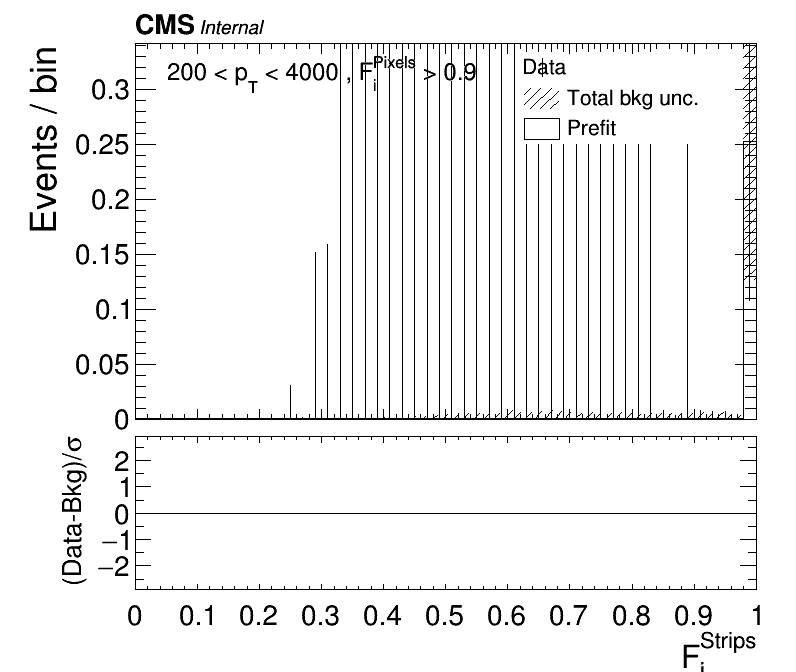 CMS Internal
200 < p_T < 4000 , F_i^Pixels > 0.9
Data
Total bkg unc.
Prefit
Events / bin
0.3
0.25
0.2
0.15
0.1
0.05
0
(Data-Bkg)/σ
2
1
0
−1
−2
0 0.1 0.2 0.3 0.4 0.5 0.6 0.7 0.8 0.9 1
F_i^Strips